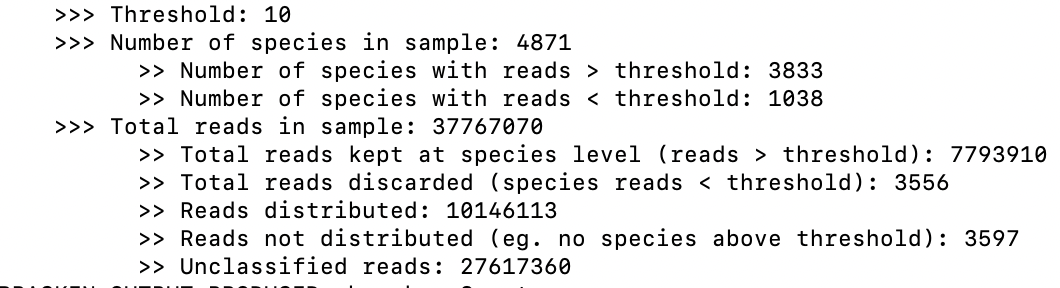 >>> Threshold: 10
>>> Number of species in sample: 4871
>> Number of species with reads > threshold: 3833
>> Number of species with reads < threshold: 1038
>>> Total reads in sample: 37767070
>> Total reads kept at species level (reads > threshold): 7793910
>> Total reads discarded (species reads < threshold): 3556
>> Reads distributed: 10146113
>> Reads not distributed (eg. no species above threshold): 3597
>> Unclassified reads: 27617360
BRACKEN OUTPUT PRODUCED